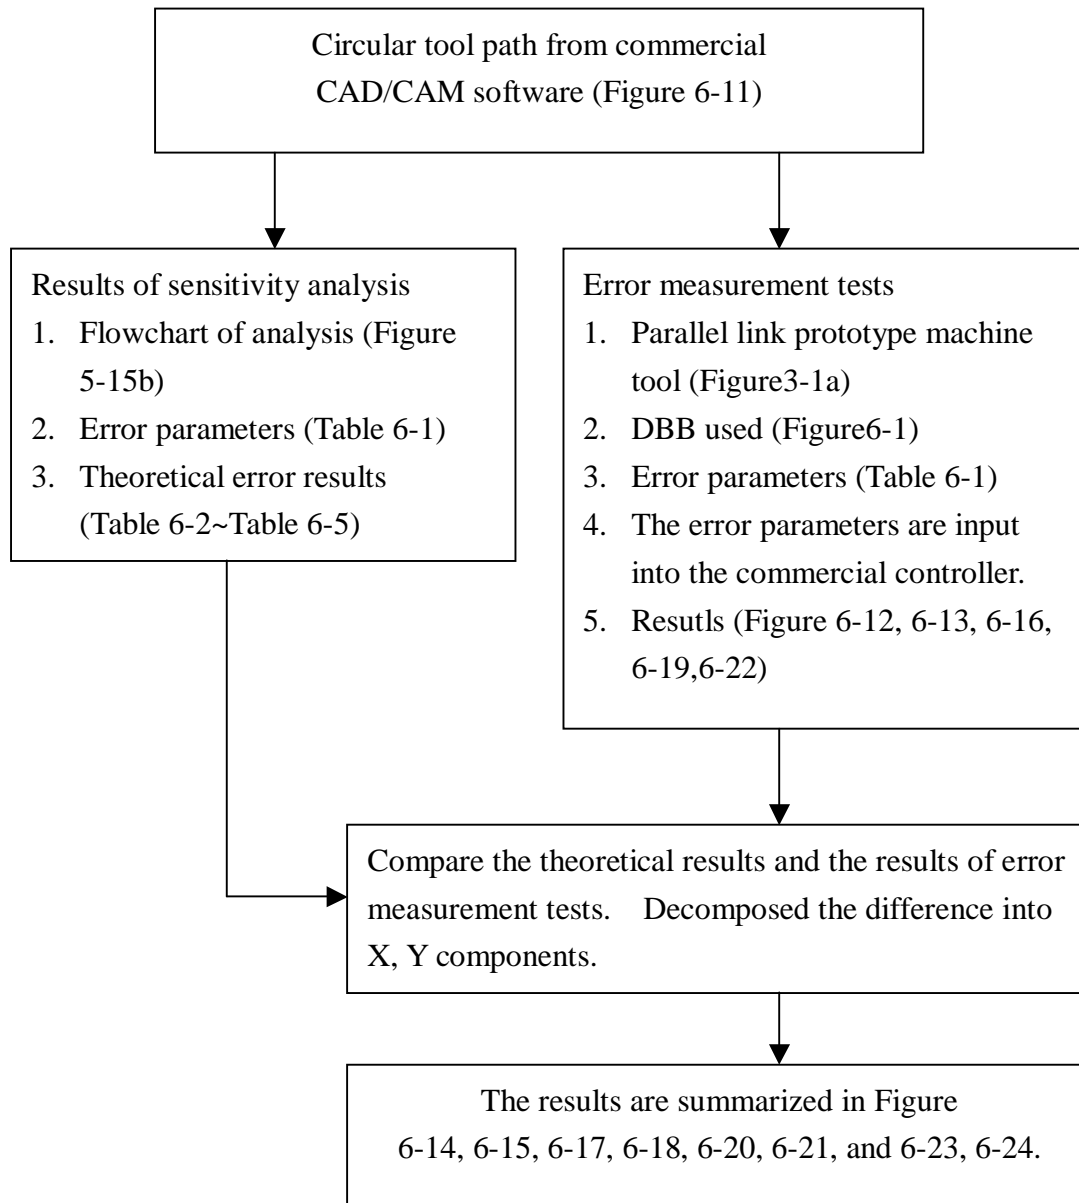 Circular tool path from commercial
CAD/CAM software (Figure 6-11)
Results of sensitivity analysis
1. Flowchart of analysis (Figure
5-15b)
2. Error parameters (Table 6-1)
3. Theoretical error results
(Table 6-2~Table 6-5)
Error measurement tests
1. Parallel link prototype machine
tool (Figure3-1a)
2. DBB used (Figure6-1)
3. Error parameters (Table 6-1)
4. The error parameters are input
into the commercial controller.
5. Resutls (Figure 6-12, 6-13, 6-16,
6-19,6-22)
Compare the theoretical results and the results of error
measurement tests. Decomposed the difference into
X, Y components.
The results are summarized in Figure
6-14, 6-15, 6-17, 6-18, 6-20, 6-21, and 6-23, 6-24.